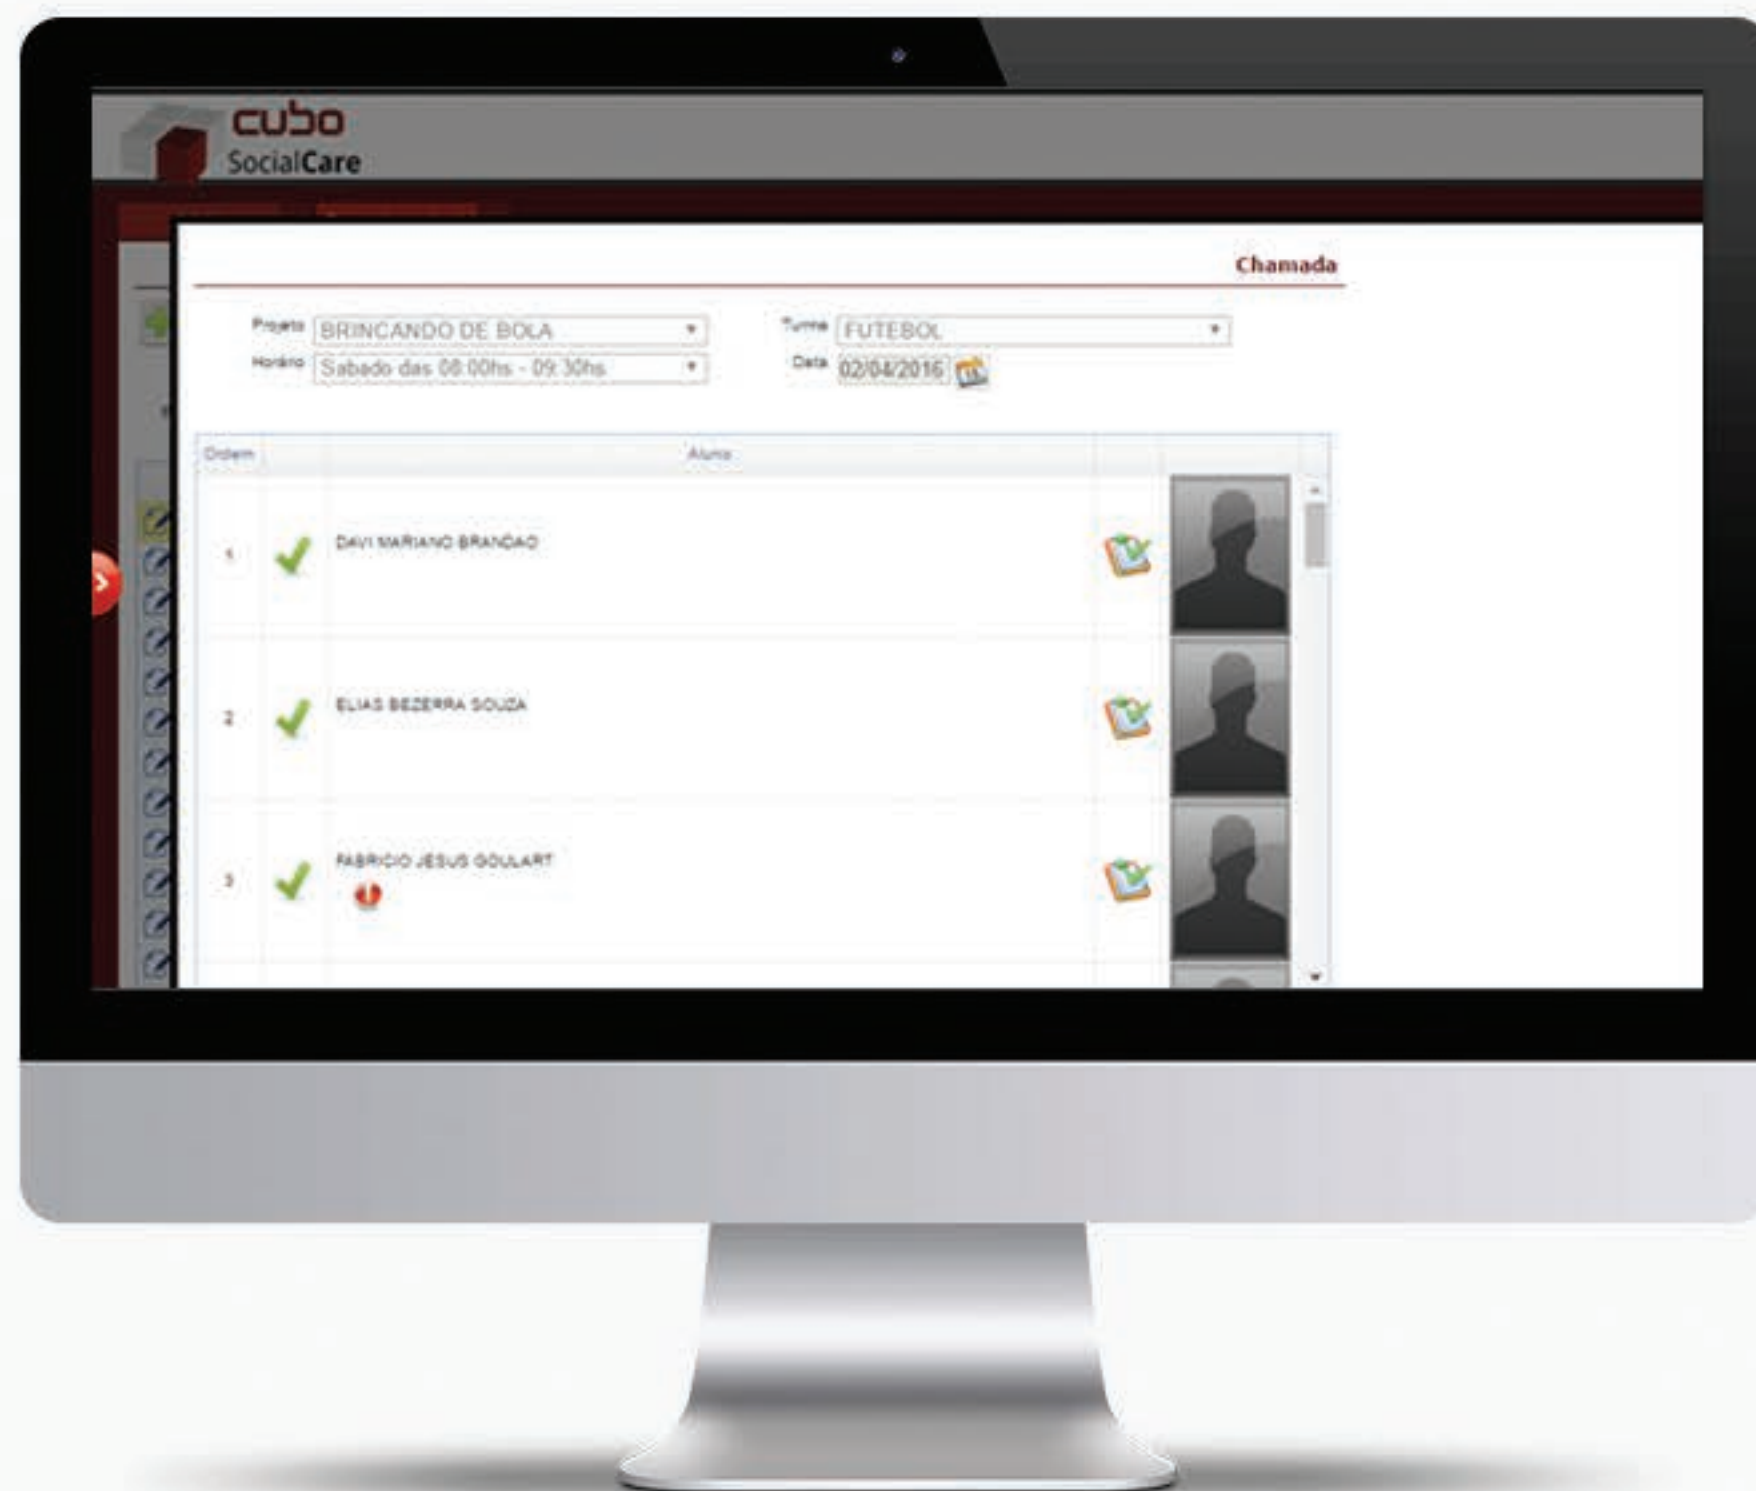 cubo
SocialCare
Chamada
Projeto BRINCANDO DE BOLA Turma FUTEBOL
Horário Sabado das 08:00hs - 09:30hs Data 02/04/2016
Ordem Aluno
1 DAVI MARIANO BRANDAO
2 ELIAS BEZERRA SOUZA
3 FABRICIO JESUS GOULART